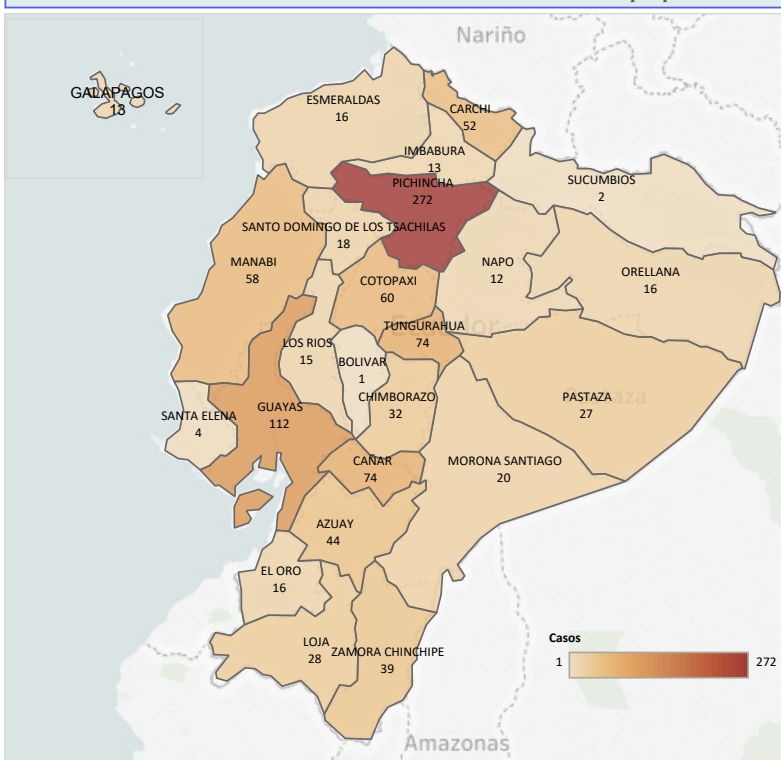 Nariño
GALAPAGOS
13
ESMERALDAS
16
CARCHI
52
IMBABURA
13
PICHINCHA
272
SUCUMBIOS
2
SANTO DOMINGO DE LOS TSACHILAS
18
MANABI
58
NAPO
12
ORELLANA
16
COTOPAXI
60
Ecuador
TUNGURAHUA
74
LOS RIOS
15
BOLIVAR
1
CHIMBORAZO
32
PASTAZA
27
Pastaza
SANTA ELENA
4
GUAYAS
112
CAÑAR
74
MORONA SANTIAGO
20
AZUAY
44
EL ORO
16
LOJA
28
ZAMORA CHINCHIPE
39
Casos
1
272
Amazonas